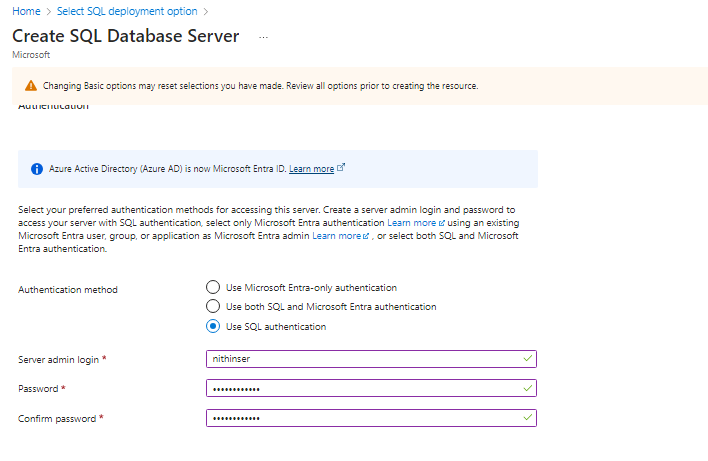 Home > Select SQL deployment option >
Create SQL Database Server ...
Microsoft
Changing Basic options may reset selections you have made. Review all options prior to creating the resource.
Authentication
Azure Active Directory (Azure AD) is now Microsoft Entra ID. Learn more
Select your preferred authentication methods for accessing this server. Create a server admin login and password to
access your server with SQL authentication, select only Microsoft Entra authentication Learn more using an existing
Microsoft Entra user, group, or application as Microsoft Entra admin Learn more , or select both SQL and Microsoft
Entra authentication.
Authentication method
Use Microsoft Entra-only authentication
Use both SQL and Microsoft Entra authentication
Use SQL authentication
Server admin login *
nithinser
Password *
••••••••••••
Confirm password *
••••••••••••